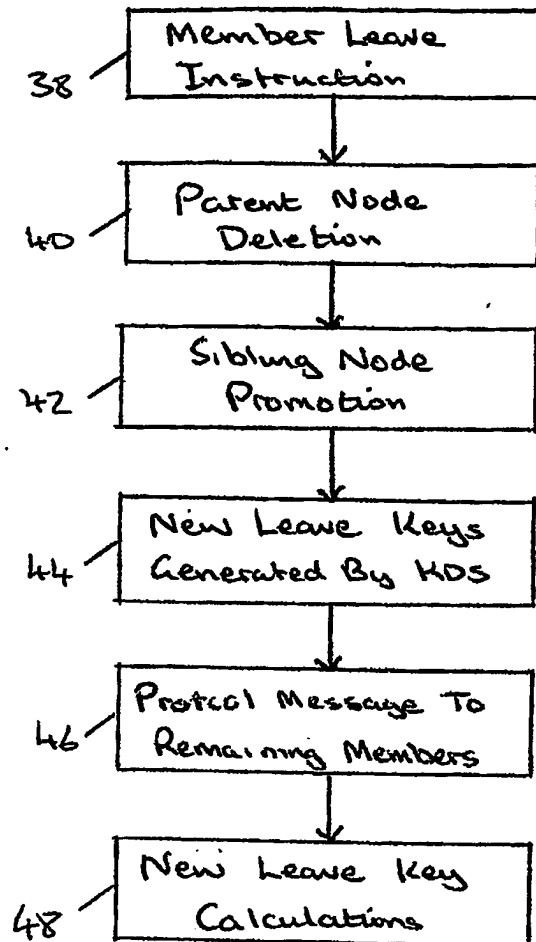 Member Leave
Instruction
38
Parent Node
Deletion
40
Sibling Node
Promotion
42
New Leave Keys
Generated By KDS
44
Protcol Message To
Remaining Members
46
New Leave Key
Calculations
48